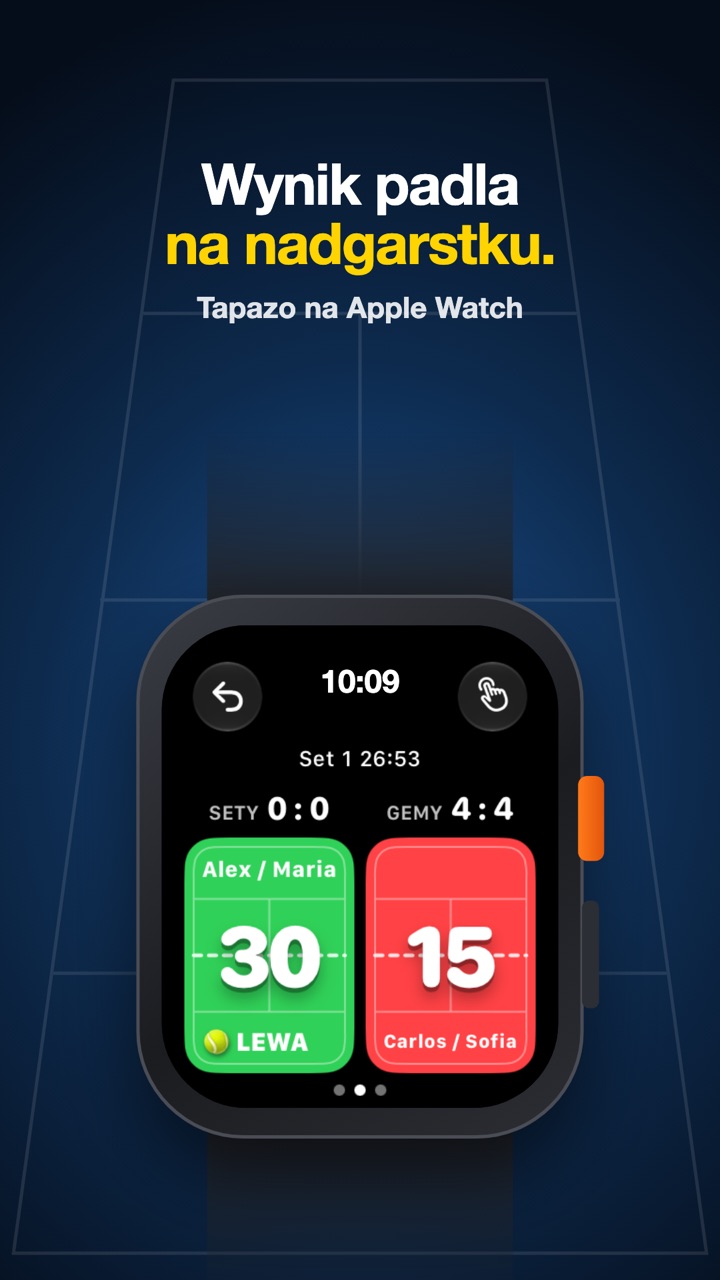 Wynik padla
na nadgarstku.
Tapazo na Apple Watch
10:09
Set 1 26:53
SETY 0:0 GEMY 4:4
Alex / Maria
30 15
LEWA Carlos / Sofia